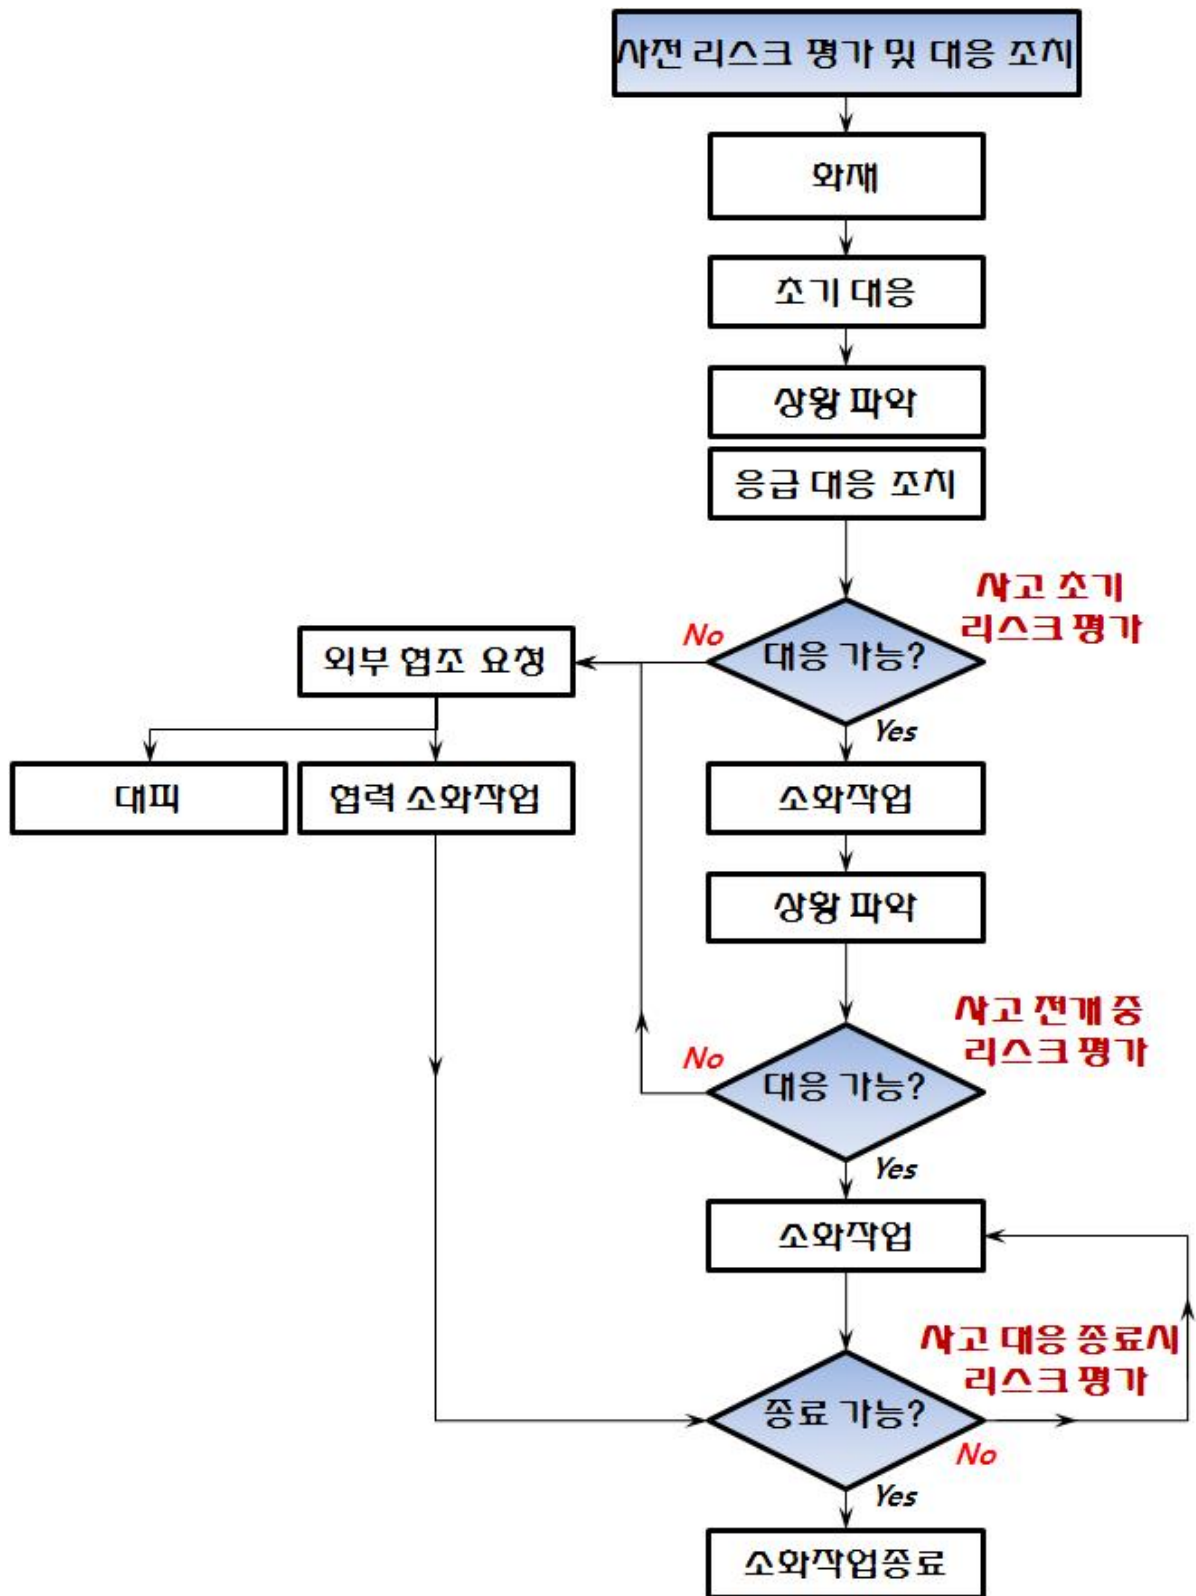 사전 리스크 평가 및 대응 조치
화재
초기 대응
상황 파악
응급 대응 조치
사고 초기
리스크 평가
No
대응 가능?
외부 협조 요청
Yes
대피
협력 소화작업
소화작업
상황 파악
사고 전개 중
리스크 평가
No
대응 가능?
Yes
소화작업
사고 대응 종료시
리스크 평가
종료 가능?
No
Yes
소화작업종료